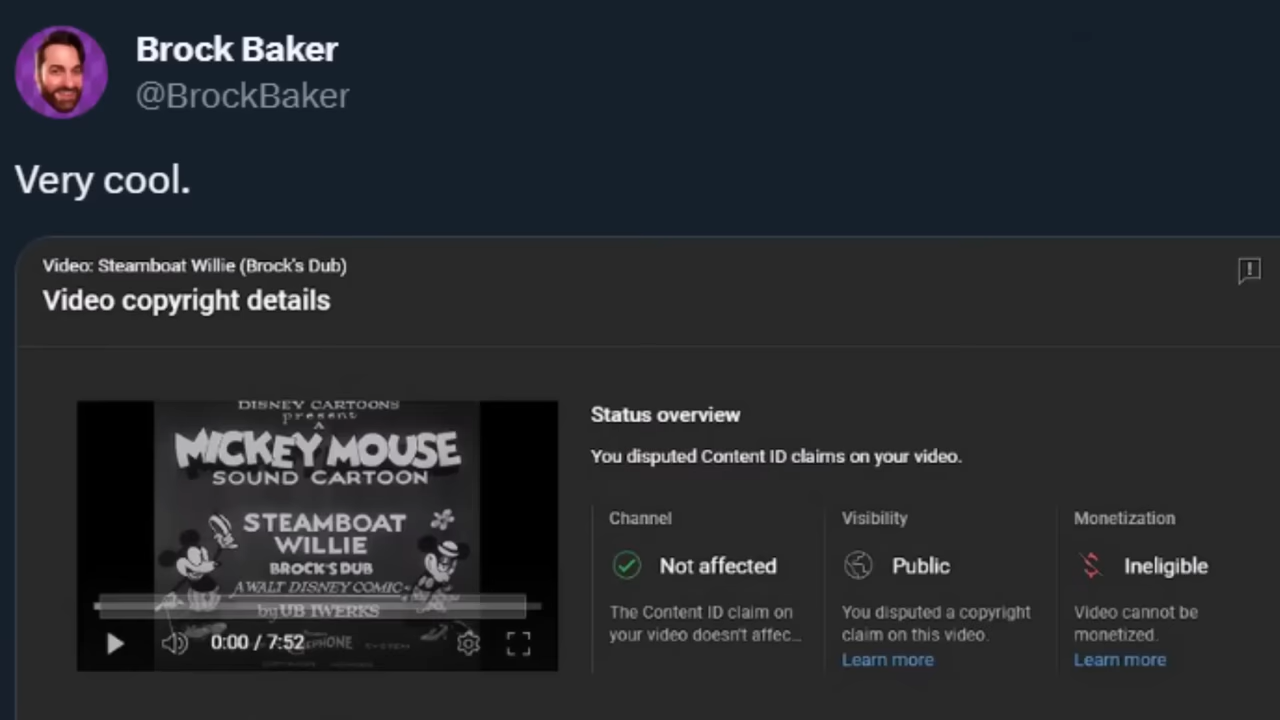 Brock Baker
@BrockBaker
Very cool.
Video: Steamboat Willie (Brock's Dub)
Video copyright details
DISNEY CARTOONS
present
A
MICKEY MOUSE
SOUND CARTOON
STEAMBOAT
WILLIE
BROCK'S DUB
A WALT DISNEY COMIC
by UB IWERKS
0:00 / 7:52
PHONE SYSTEM
Status overview
You disputed Content ID claims on your video.
Channel
Not affected
The Content ID claim on
your video doesn't affec...
Visibility
Public
You disputed a copyright
claim on this video.
Learn more
Monetization
Ineligible
Video cannot be
monetized.
Learn more